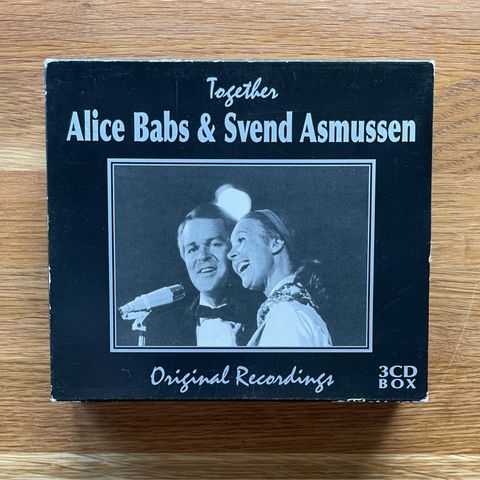 Together
Alice Babs & Svend Asmussen
Original Recordings
3CD
BOX